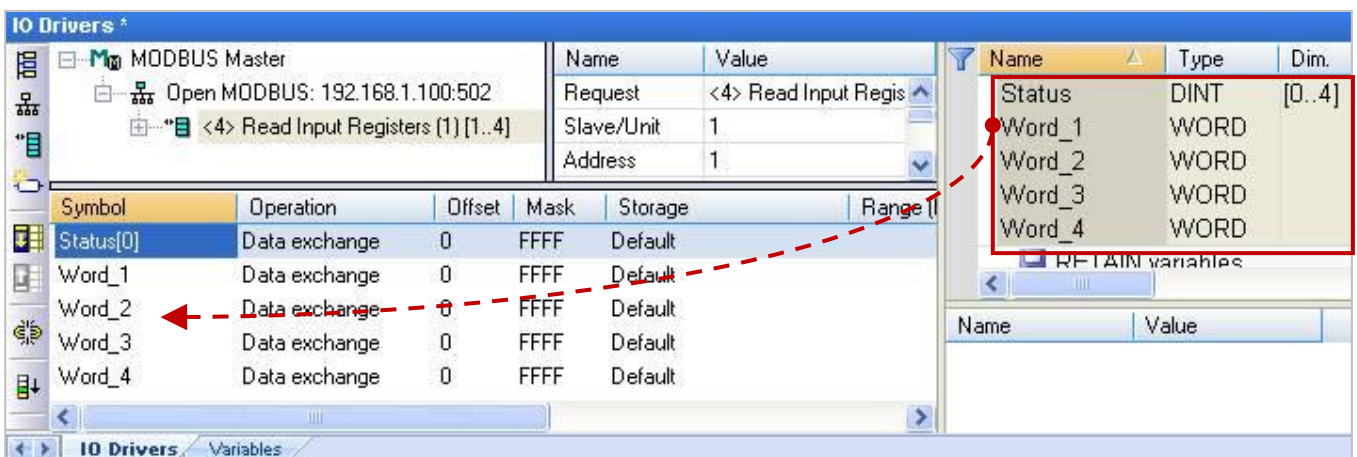 IO Drivers *
MODBUS Master
Open MODBUS: 192.168.1.100:502
<4> Read Input Registers (1) [1..4]
Name Value
Request <4> Read Input Regis
Slave/Unit 1
Address 1
Name Type Dim.
Status DINT [0..4]
Word_1 WORD
Word_2 WORD
Word_3 WORD
Word_4 WORD
RETAIN variables
Symbol Operation Offset Mask Storage Range (
Status[0] Data exchange 0 FFFF Default
Word_1 Data exchange 0 FFFF Default
Word_2 Data exchange 0 FFFF Default
Word_3 Data exchange 0 FFFF Default
Word_4 Data exchange 0 FFFF Default
Name Value
IO Drivers Variables